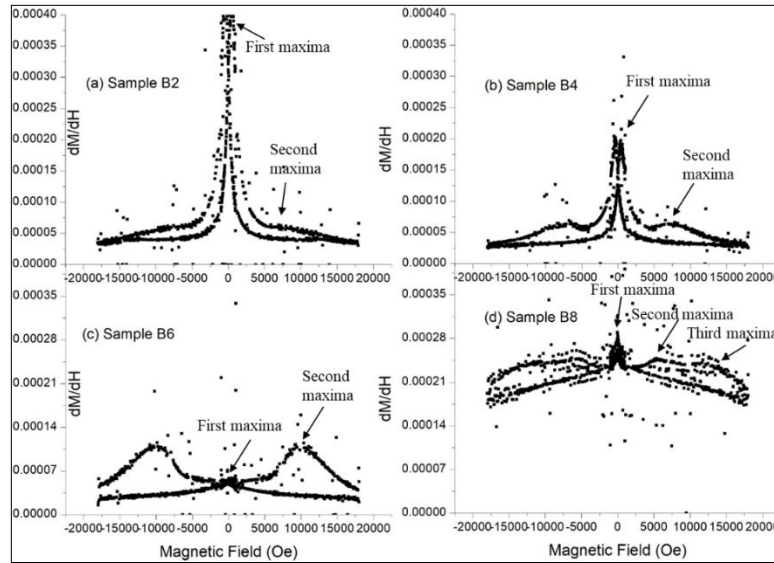 0.00040
0.00035
0.00030
0.00025
0.00020
0.00015
0.00010
0.00005
0.00000
dM/dH
(a) Sample B2
First maxima
Second
maxima
-20000 -15000 -10000 -5000 0 5000 10000 15000 20000
0.00040
0.00035
0.00030
0.00025
0.00020
0.00015
0.00010
0.00005
0.00000
dM/dH
(b) Sample B4
First maxima
Second
maxima
-20000 -15000 -10000 -5000 0 5000 10000 15000 20000
0.00035
0.00028
0.00021
0.00014
0.00007
0.00000
dM/dH
(c) Sample B6
First maxima
Second
maxima
-20000 -15000 -10000 -5000 0 5000 10000 15000 20000
Magnetic Field (Oe)
0.00035
0.00028
0.00021
0.00014
0.00007
0.00000
dM/dH
(d) Sample B8
First maxima
Second maxima
Third maxima
-20000 -15000 -10000 -5000 0 5000 10000 15000 20000
Magnetic Field (Oe)